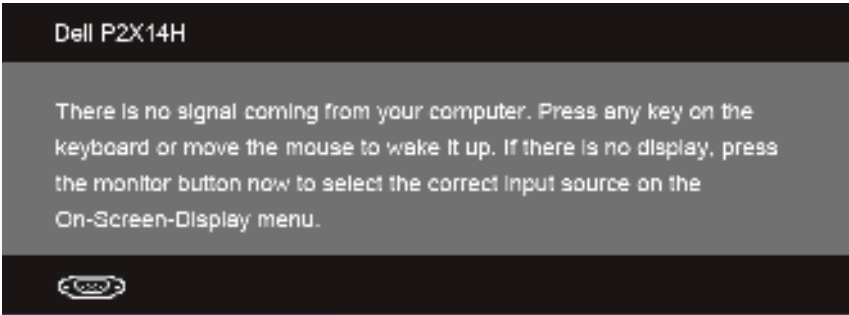 Dell P2X14H
There is no signal coming from your computer. Press any key on the
keyboard or move the mouse to wake it up. If there is no display, press
the monitor button now to select the correct input source on the
On-Screen-Display menu.